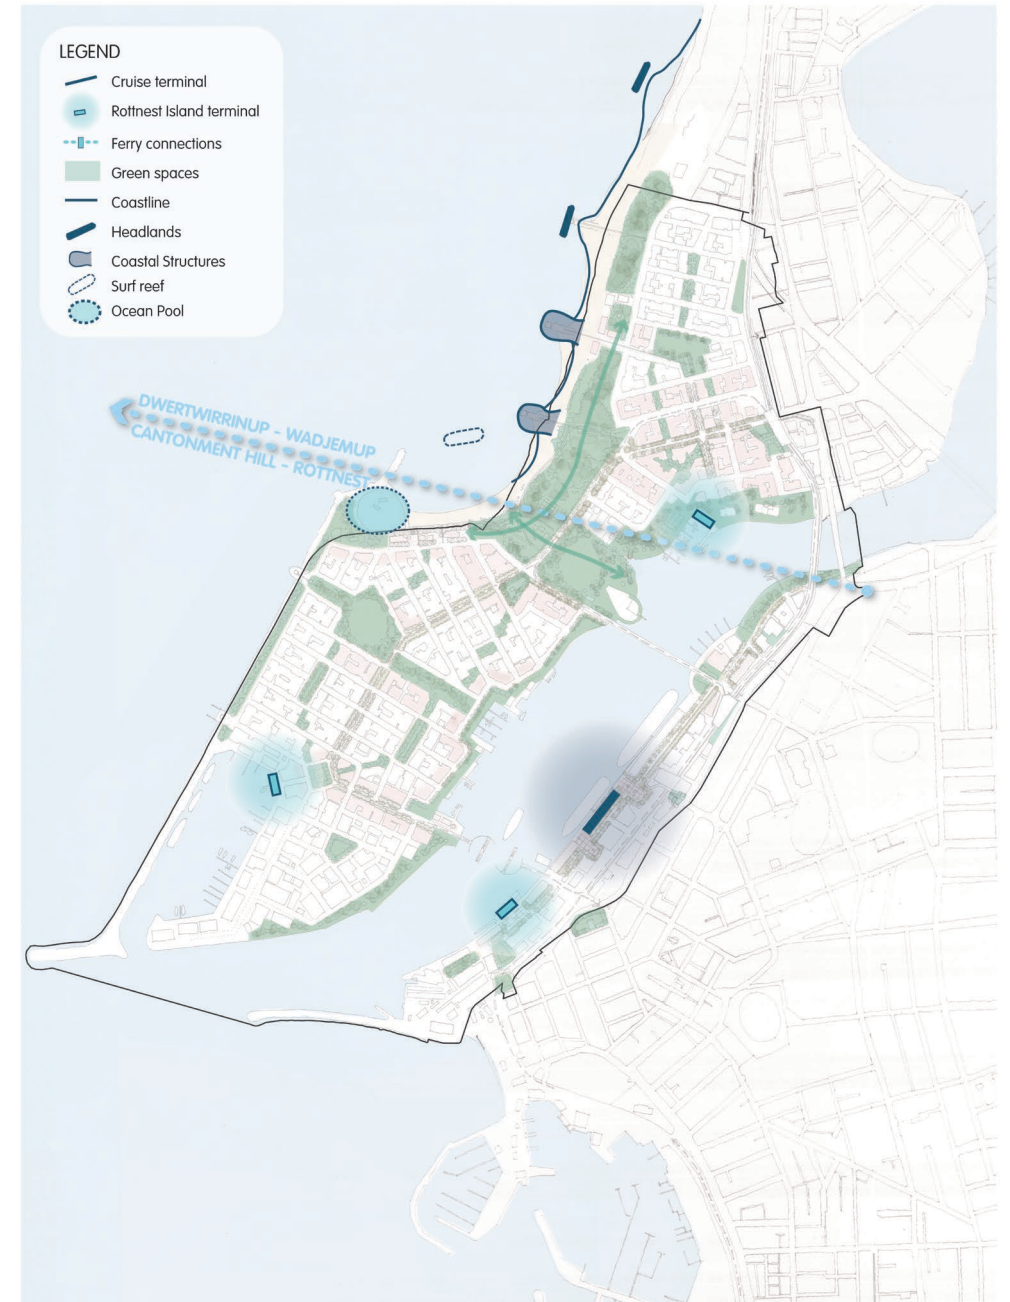 LEGEND
Cruise terminal
Rottnest Island terminal
Ferry connections
Green spaces
Coastline
Headlands
Coastal Structures
Surf reef
Ocean Pool
DWERTWIRRINUP - WADJEMUP
CANTONMENT HILL - ROTTNEST